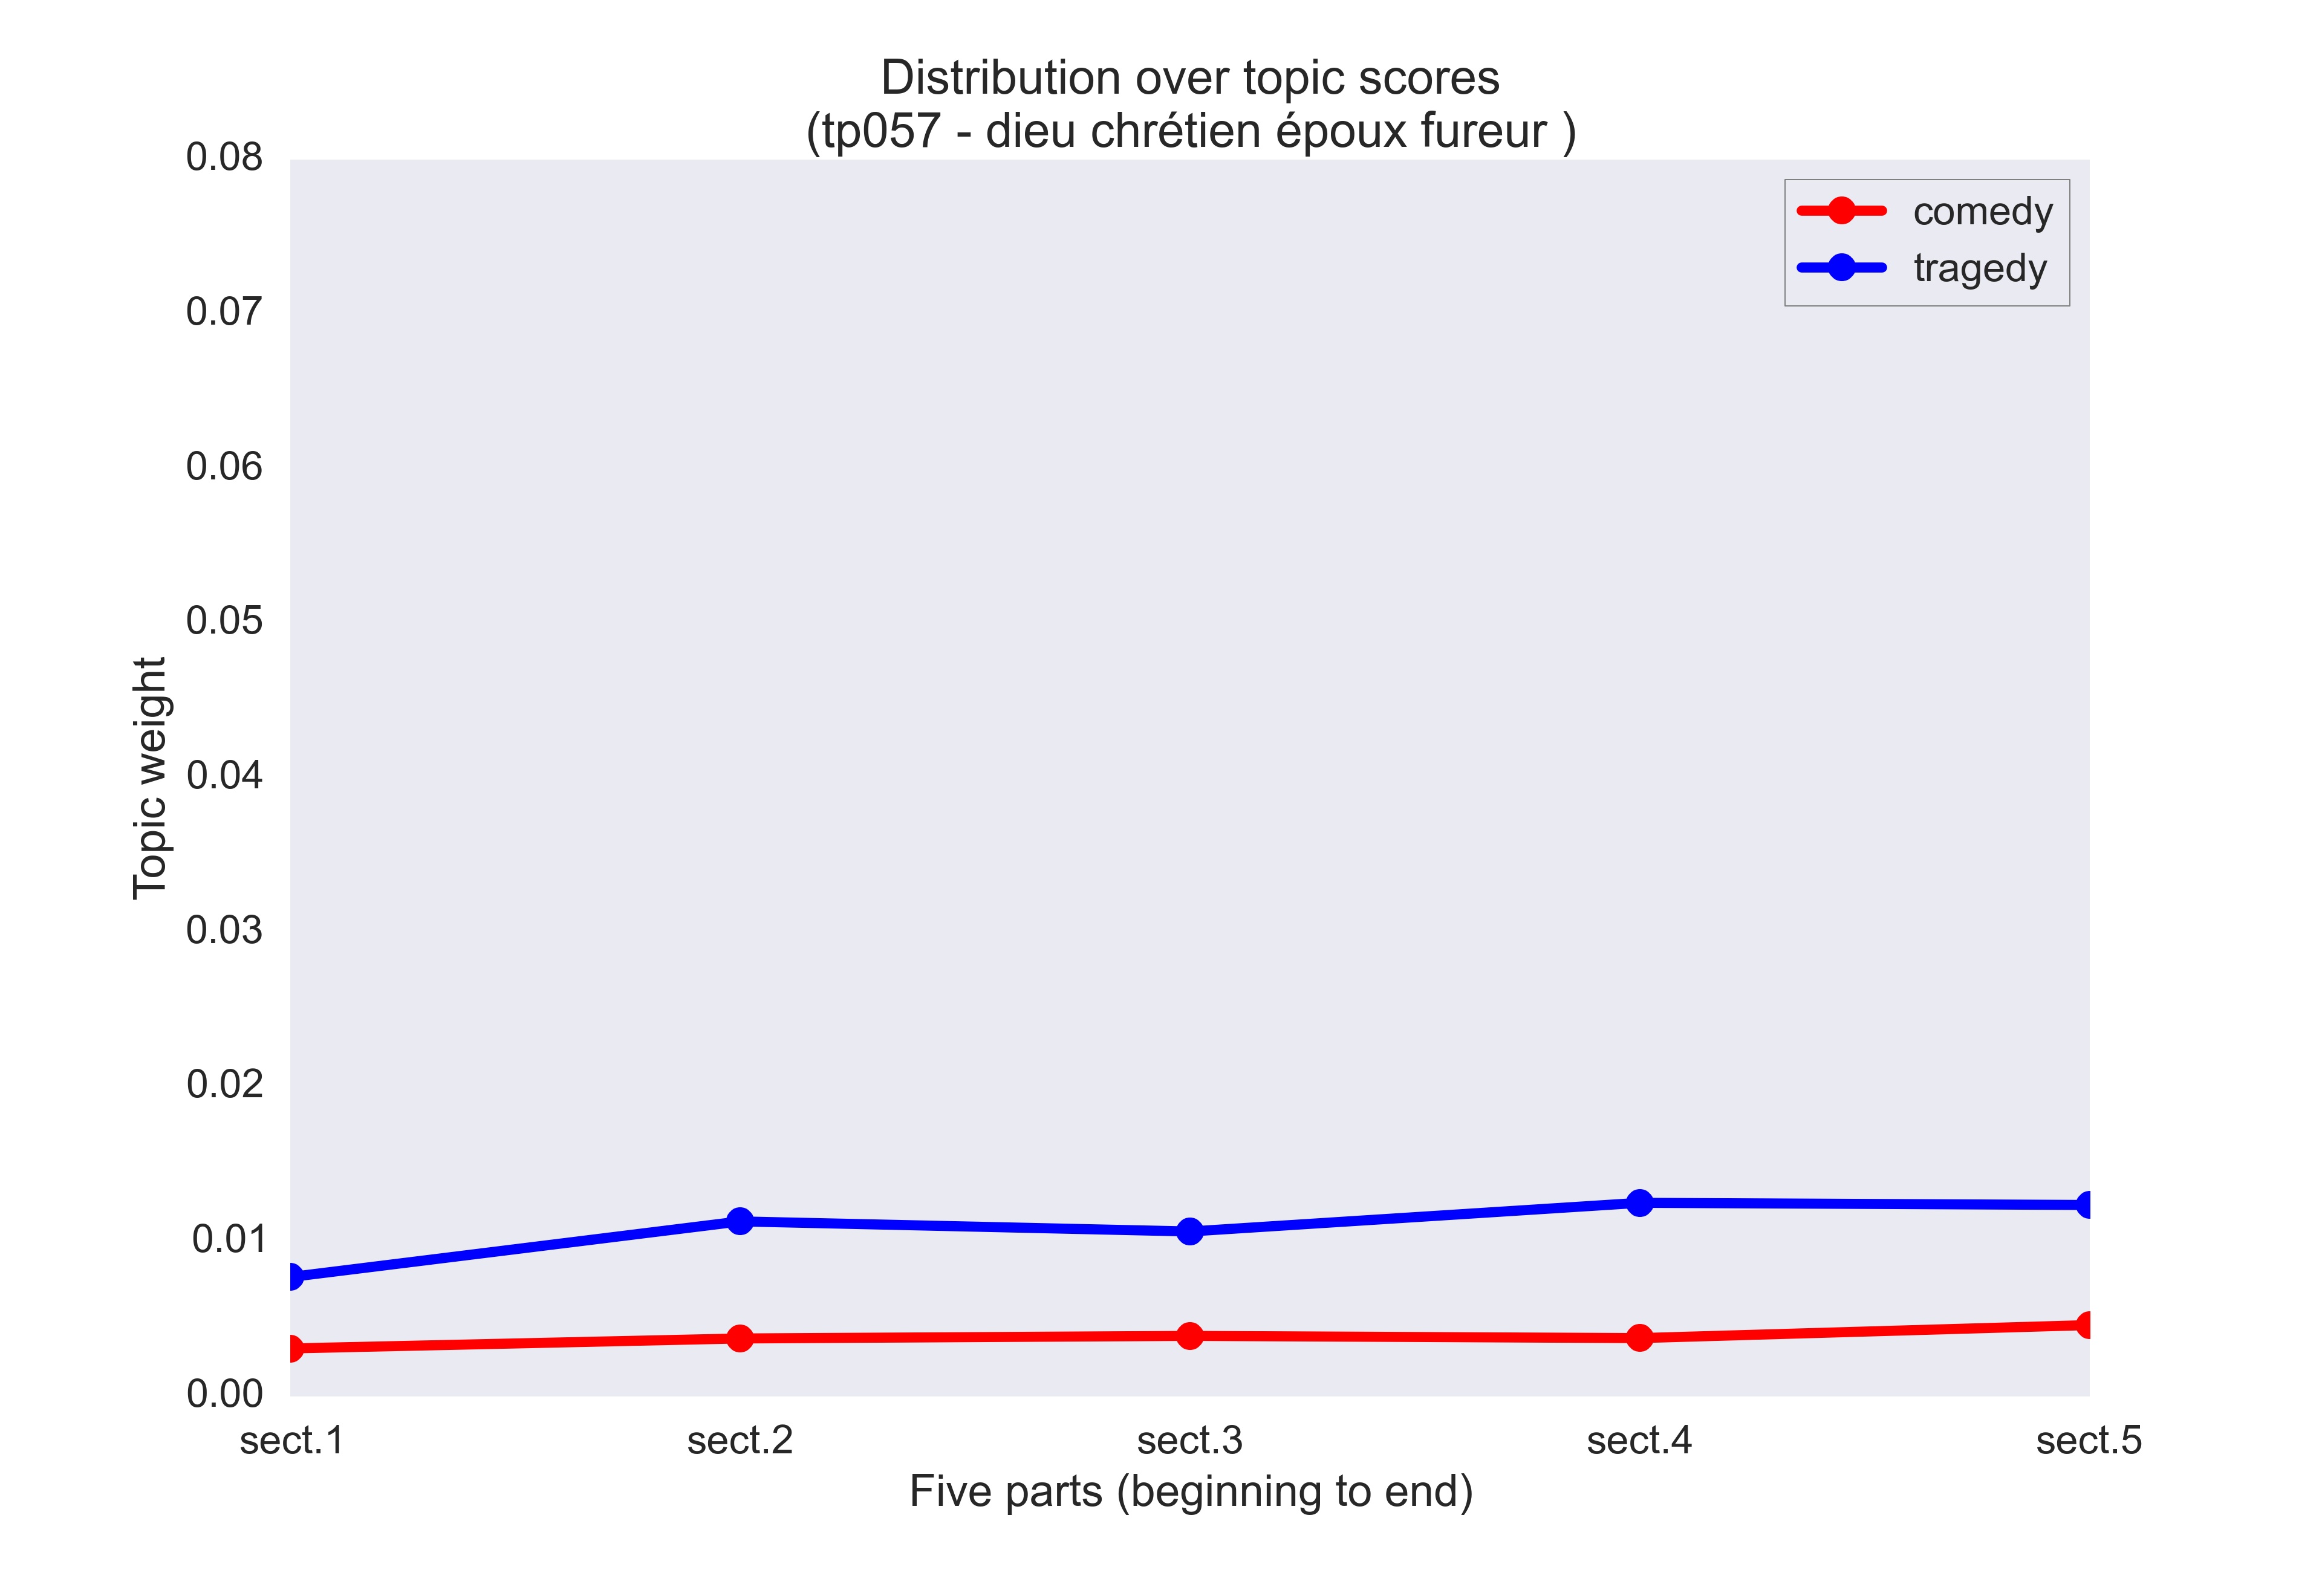 Distribution over topic scores
(tp057 - dieu chrétien époux fureur )
comedy
tragedy
0.08
0.07
0.06
0.05
0.04
0.03
0.02
0.01
0.00
Topic weight
sect.1
sect.2
sect.3
sect.4
sect.5
Five parts (beginning to end)